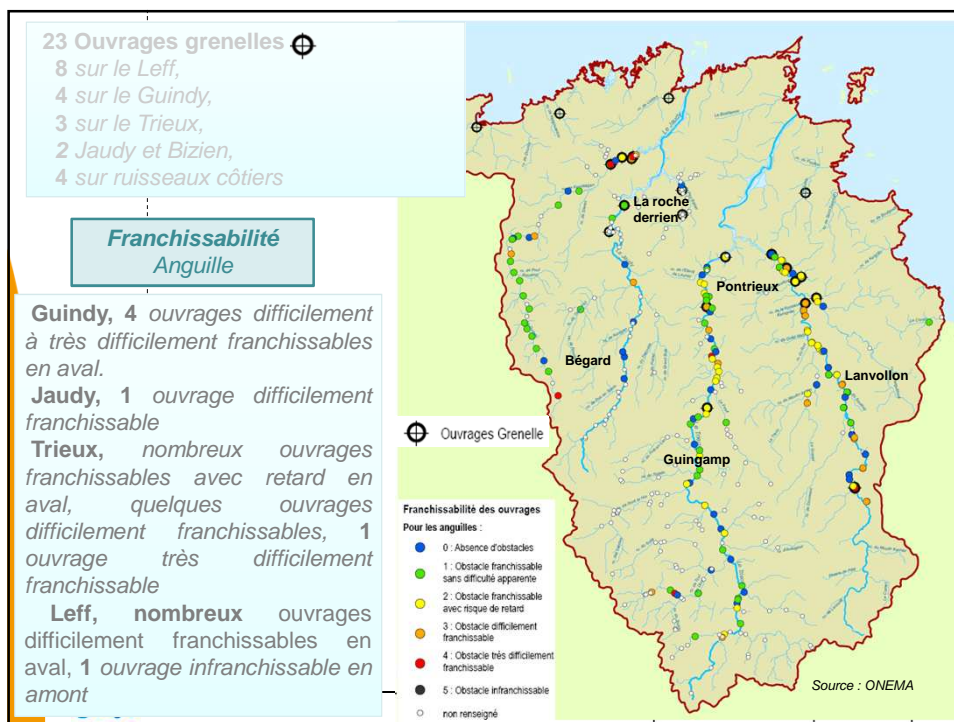 23 Ouvrages grenelles
8 sur le Leff,
4 sur le Guindy,
3 sur le Trieux,
2 Jaudy et Bizien,
4 sur ruisseaux côtiers
Franchissabilité
Anguille
Guindy, 4 ouvrages difficilement
à très difficilement franchissables
en aval.
Jaudy, 1 ouvrage difficilement
franchissable
Trieux, nombreux ouvrages
franchissables avec retard en
aval, quelques ouvrages
difficilement franchissables, 1
ouvrage très difficilement
franchissable
Leff, nombreux ouvrages
difficilement franchissables en
aval, 1 ouvrage infranchissable en
amont
La roche
derrien
Pontrieux
Bégard
Lanvollon
Guingamp
Ouvrages Grenelle
Franchissabilité des ouvrages
Pour les anguilles :
0 : Absence d'obstacles
1 : Obstacle franchissable
sans difficulté apparente
2 : Obstacle franchissable
avec risque de retard
3 : Obstacle difficilement
franchissable
4 : Obstacle très difficilement
franchissable
5 : Obstacle infranchissable
non renseigné
Source : ONEMA